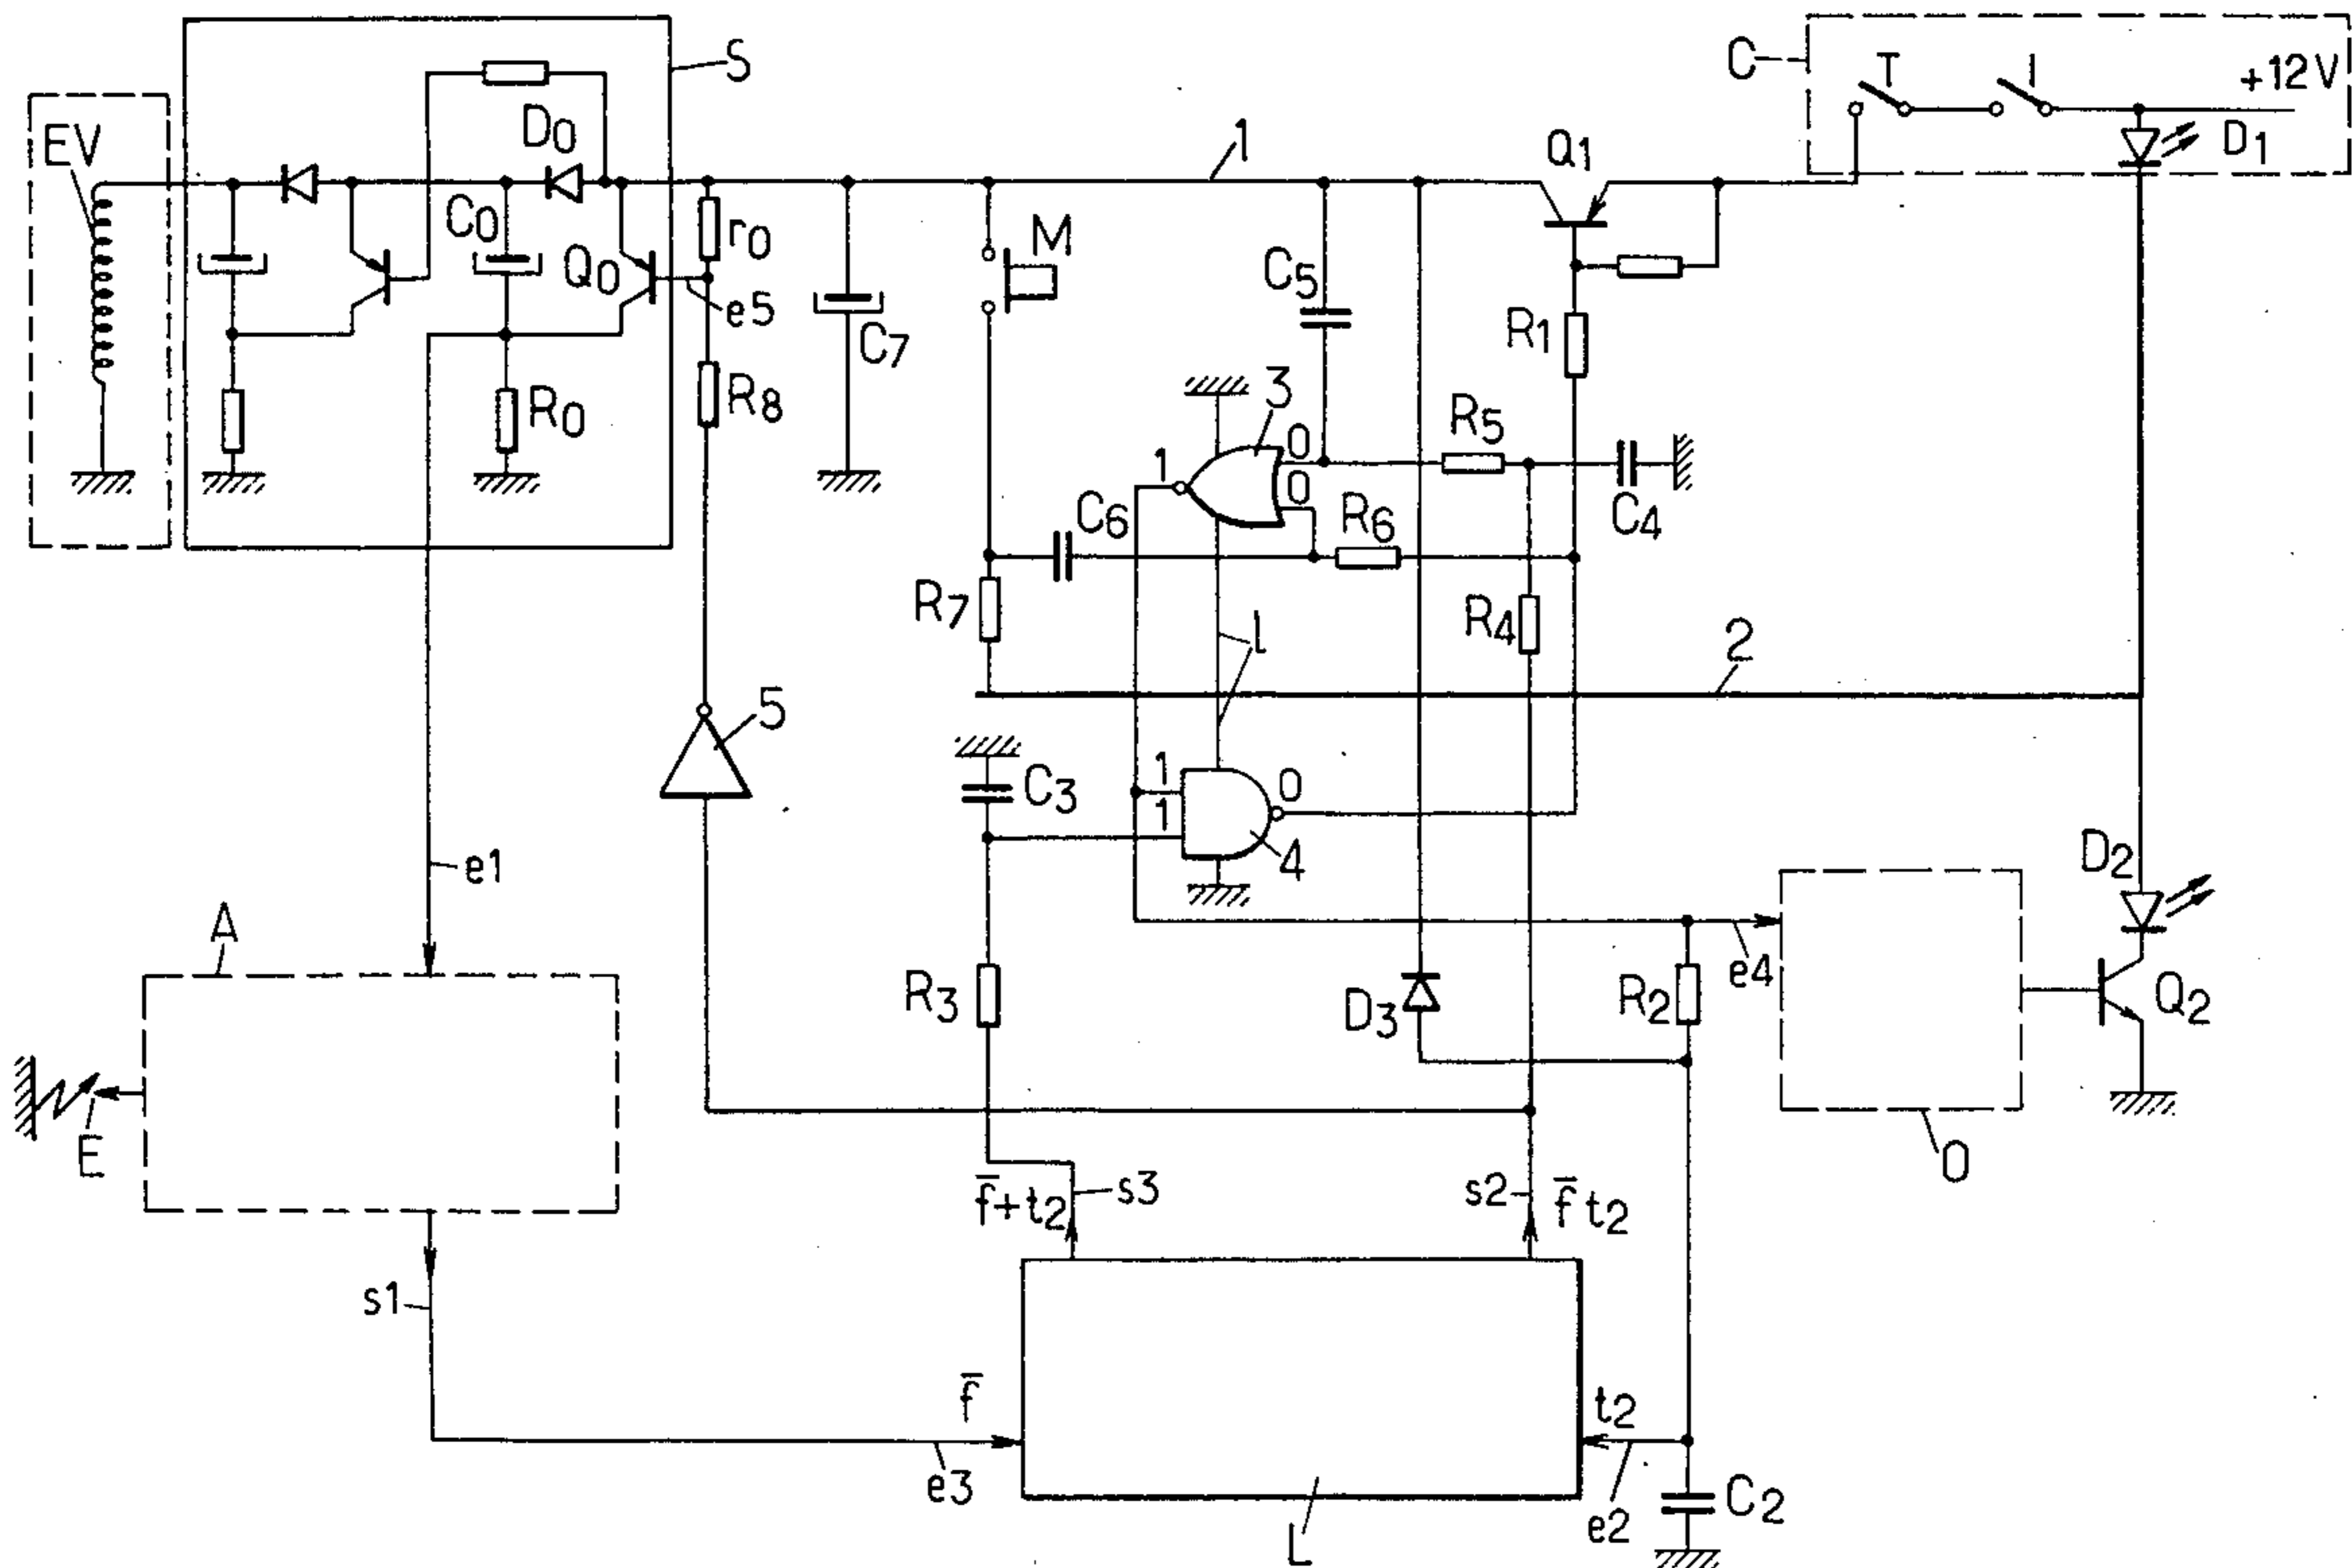 S
C
T
I
+12V
D1
EV
D0
1
Q1
C0
Q0
r0
e5
M
C5
R1
C7
R0
R8
3
0
0
1
R5
C4
C6
R6
R7
R4
l
2
5
C3
1
1
0
4
e1
D2
A
R3
D3
R2
e4
Q2
E
O
f̅+t2
s3
s2
f̅ t2
s1
f̅
t2
e3
e2
C2
L